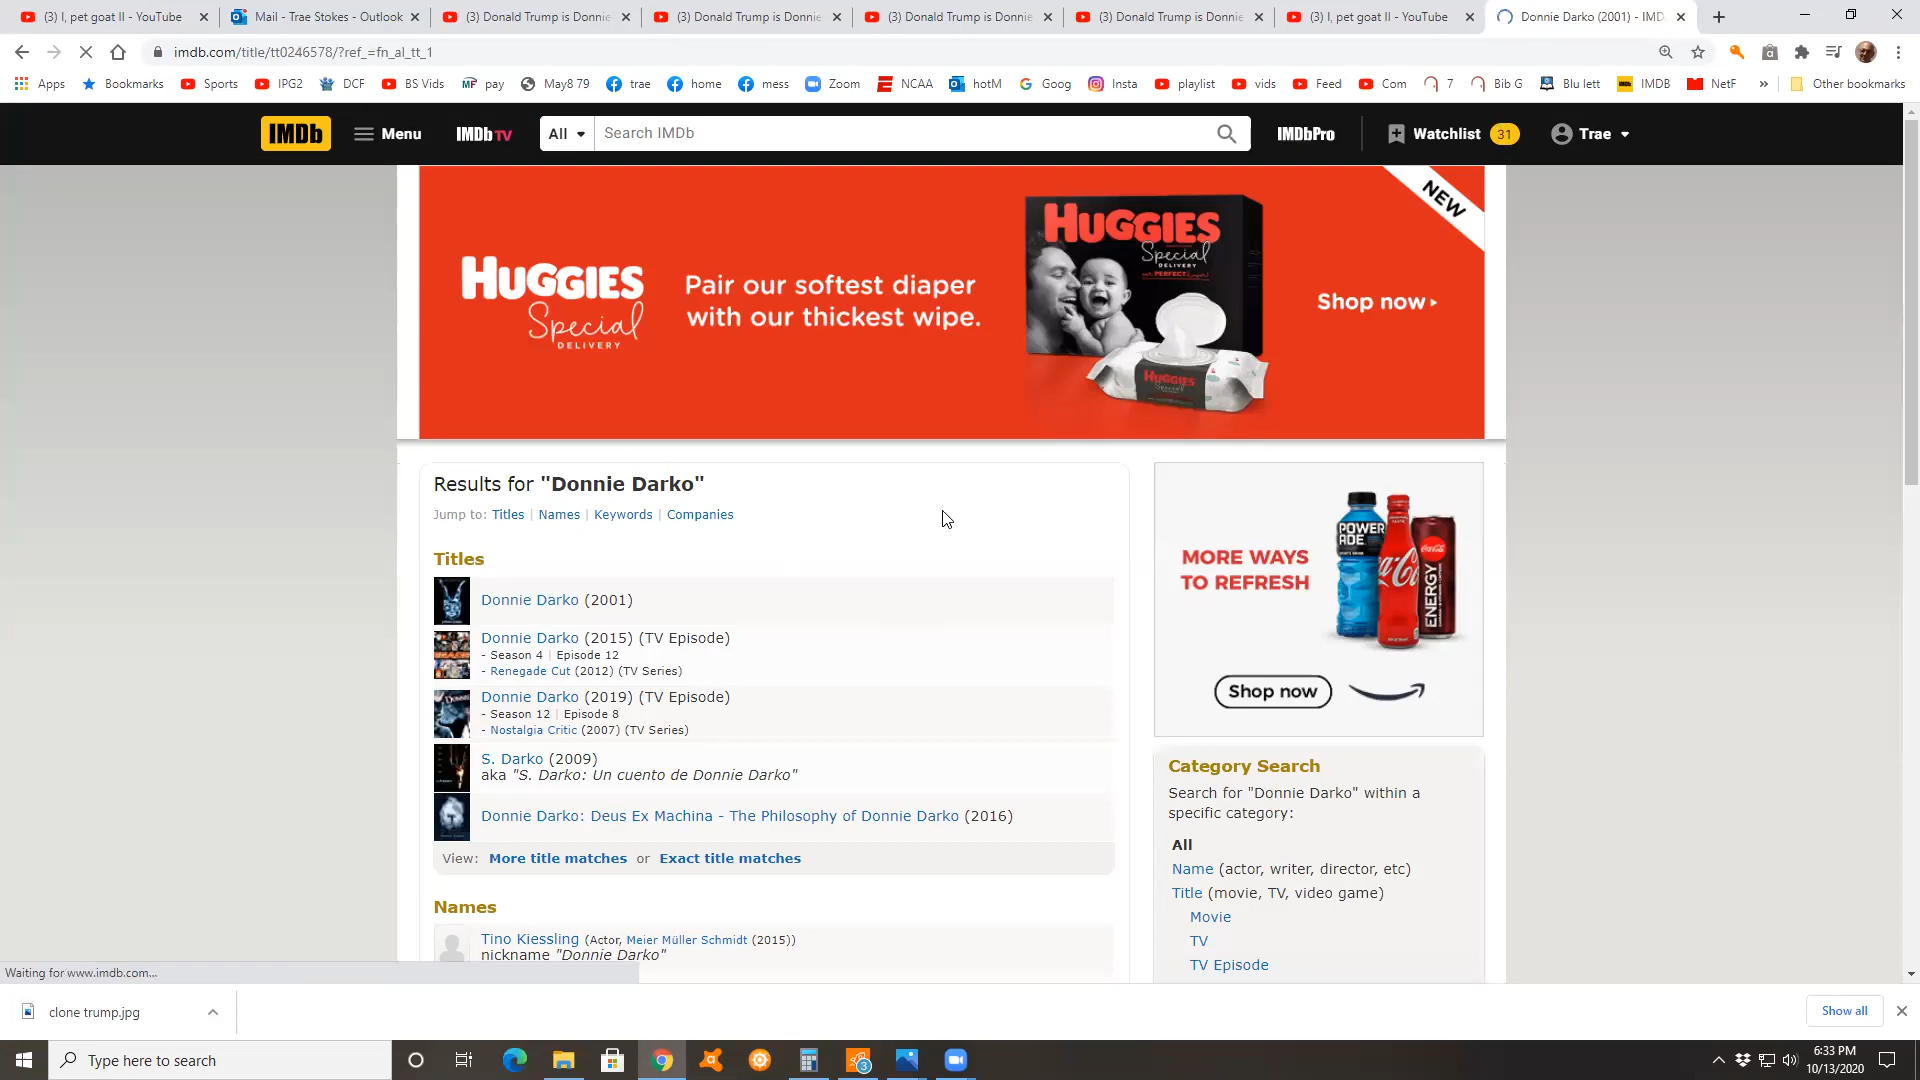 (3) I, pet goat II - YouTube
Mail - Trae Stokes - Outlook
(3) Donald Trump is Donnie
(3) Donald Trump is Donnie
(3) Donald Trump is Donnie
(3) Donald Trump is Donnie
(3) I, pet goat II - YouTube
Donnie Darko (2001) - IMD
imdb.com/title/tt0246578/?ref_=fn_al_tt_1
Apps
Bookmarks
Sports
IPG2
DCF
BS Vids
MF pay
May8 79
trae
home
mess
Zoom
NCAA
hotM
Goog
Insta
playlist
vids
Feed
Com
7
Bib G
Blu lett
IMDB
NetF
»
Other bookmarks
IMDb
Menu
IMDb TV
All
Search IMDb
IMDbPro
Watchlist 31
Trae
HUGGIES
Special
DELIVERY
Pair our softest diaper
with our thickest wipe.
HUGGIES
Special
DELIVERY
HUGGIES
NEW
Shop now
Results for "Donnie Darko"
Jump to: Titles | Names | Keywords | Companies
Titles
Donnie Darko (2001)
Donnie Darko (2015) (TV Episode)
- Season 4 | Episode 12
- Renegade Cut (2012) (TV Series)
Donnie Darko (2019) (TV Episode)
- Season 12 | Episode 8
- Nostalgia Critic (2007) (TV Series)
S. Darko (2009)
aka "S. Darko: Un cuento de Donnie Darko"
Donnie Darko: Deus Ex Machina - The Philosophy of Donnie Darko (2016)
View: More title matches or Exact title matches
Names
Tino Kiessling (Actor, Meier Müller Schmidt (2015))
nickname "Donnie Darko"
MORE WAYS
TO REFRESH
POWER
ADE
Coca-Cola
ENERGY
Shop now
Category Search
Search for "Donnie Darko" within a
specific category:
All
Name (actor, writer, director, etc)
Title (movie, TV, video game)
Movie
TV
TV Episode
Waiting for www.imdb.com...
clone trump.jpg
Show all
Type here to search
3
6:33 PM
10/13/2020